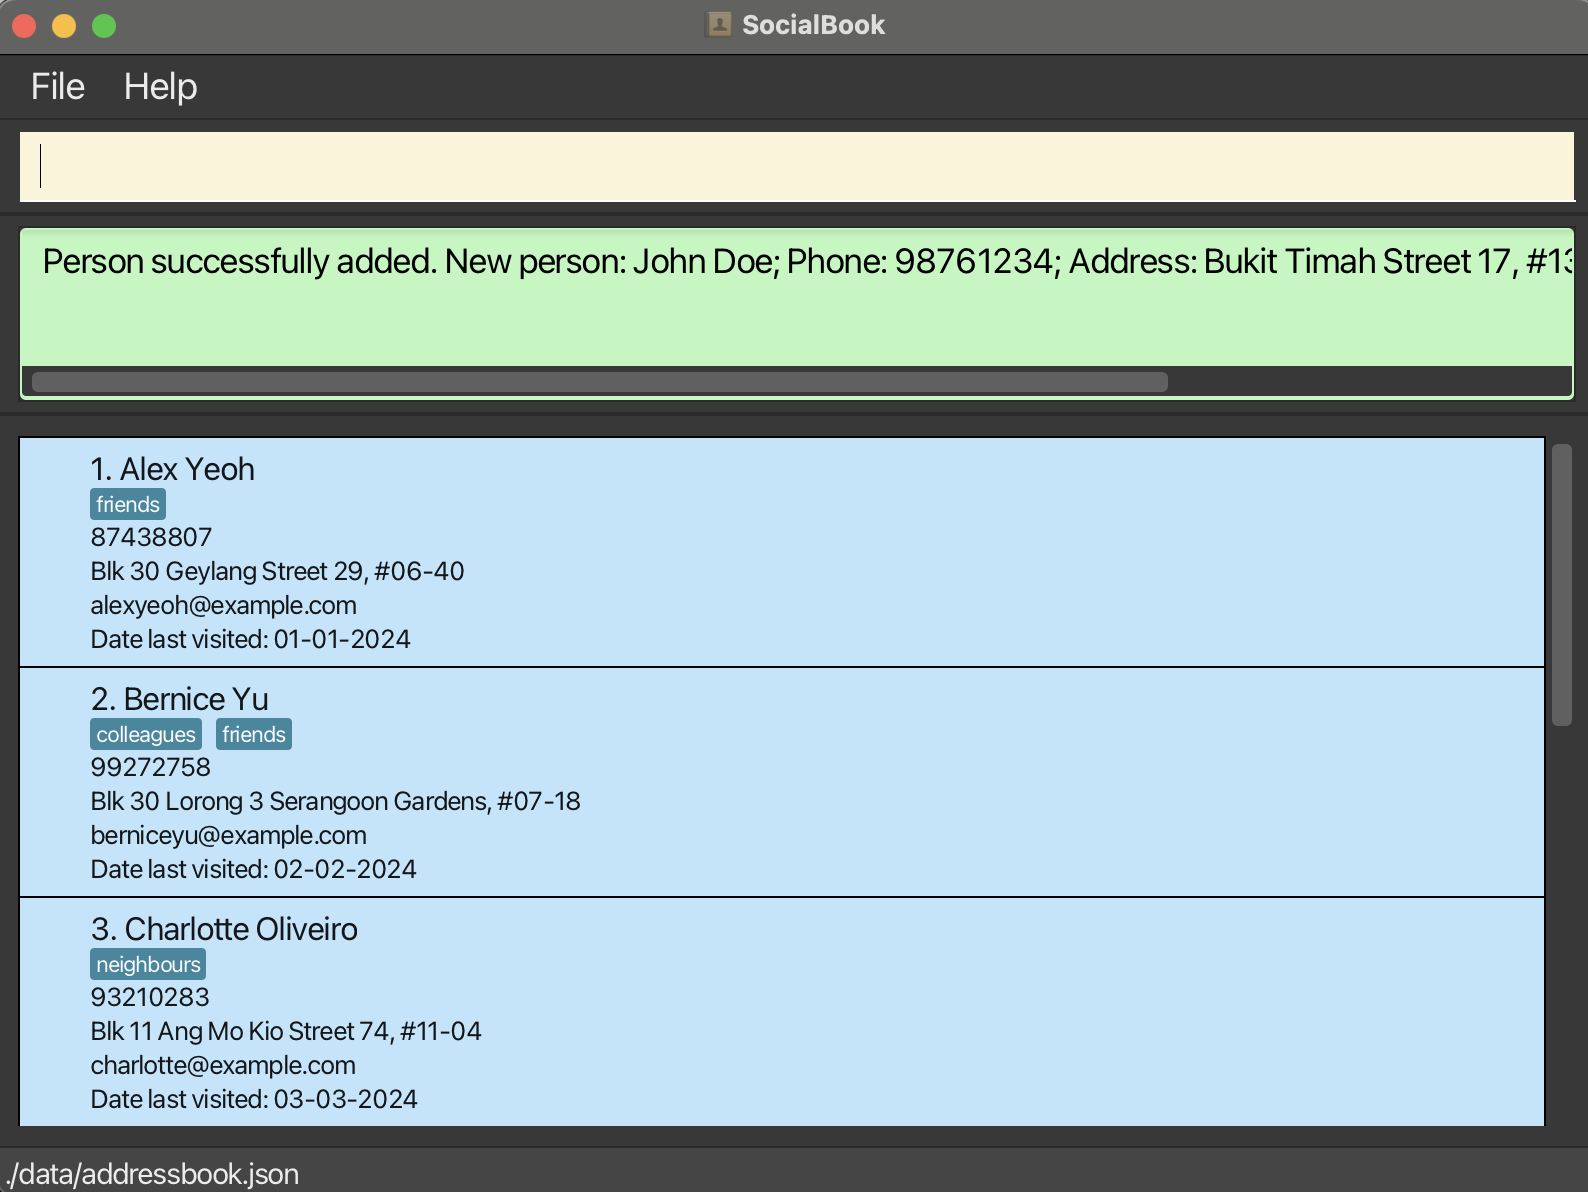 SocialBook
File Help
Person successfully added. New person: John Doe; Phone: 98761234; Address: Bukit Timah Street 17, #13
1. Alex Yeoh
friends
87438807
Blk 30 Geylang Street 29, #06-40
alexyeoh@example.com
Date last visited: 01-01-2024
2. Bernice Yu
colleagues friends
99272758
Blk 30 Lorong 3 Serangoon Gardens, #07-18
berniceyu@example.com
Date last visited: 02-02-2024
3. Charlotte Oliveiro
neighbours
93210283
Blk 11 Ang Mo Kio Street 74, #11-04
charlotte@example.com
Date last visited: 03-03-2024
./data/addressbook.json